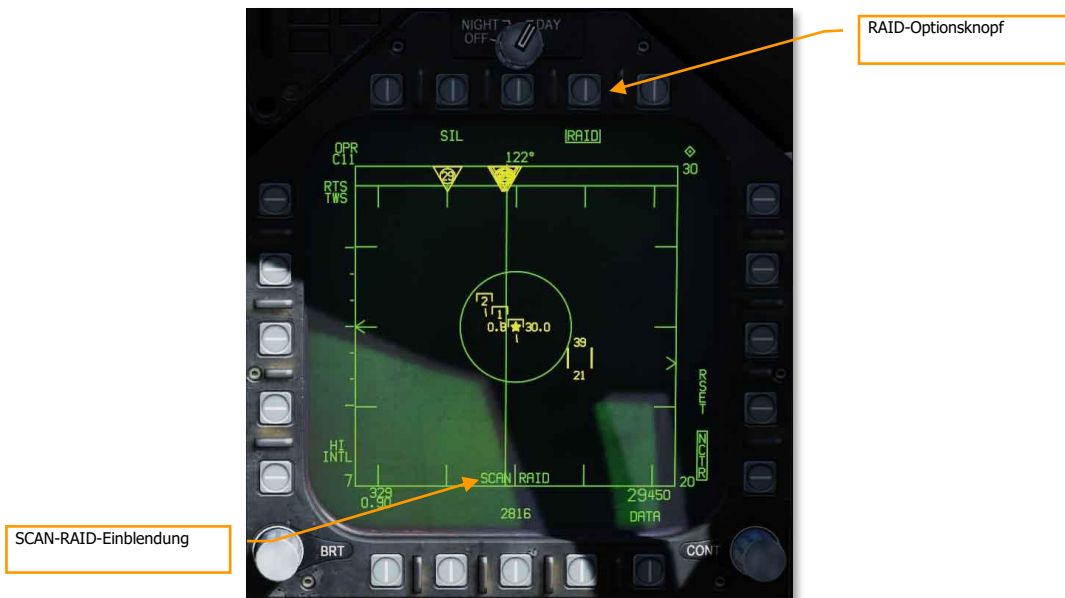 NIGHT DAY
OFF
RAID-Optionsknopf
SIL RAID
OPR
C11
122°
30
29
RTS
TWS
2
1
0.8 30.0
39
21
RSET
NCTR
HI
INTL
7
SCAN RAID
20
329
0.90
29450
2816
DATA
SCAN-RAID-Einblendung
BRT
CONT